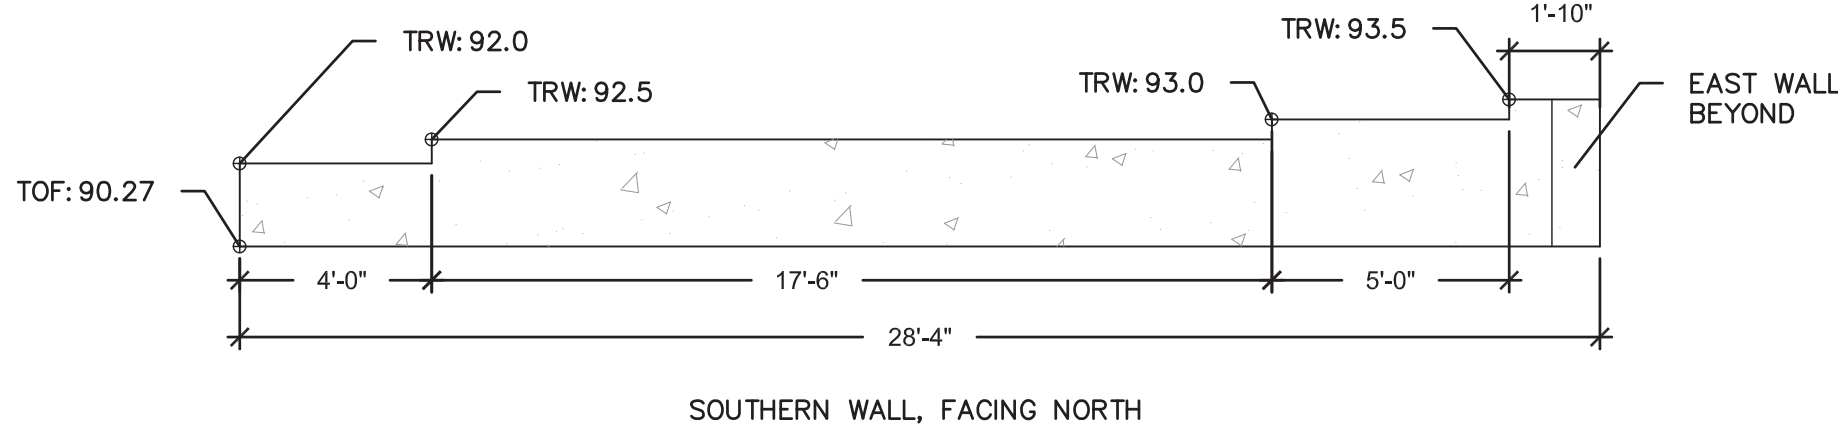 1'-10"
TRW: 93.5
TRW: 92.0
TRW: 92.5
TRW: 93.0
EAST WALL
BEYOND
TOF: 90.27
4'-0"
17'-6"
5'-0"
28'-4"
SOUTHERN WALL, FACING NORTH